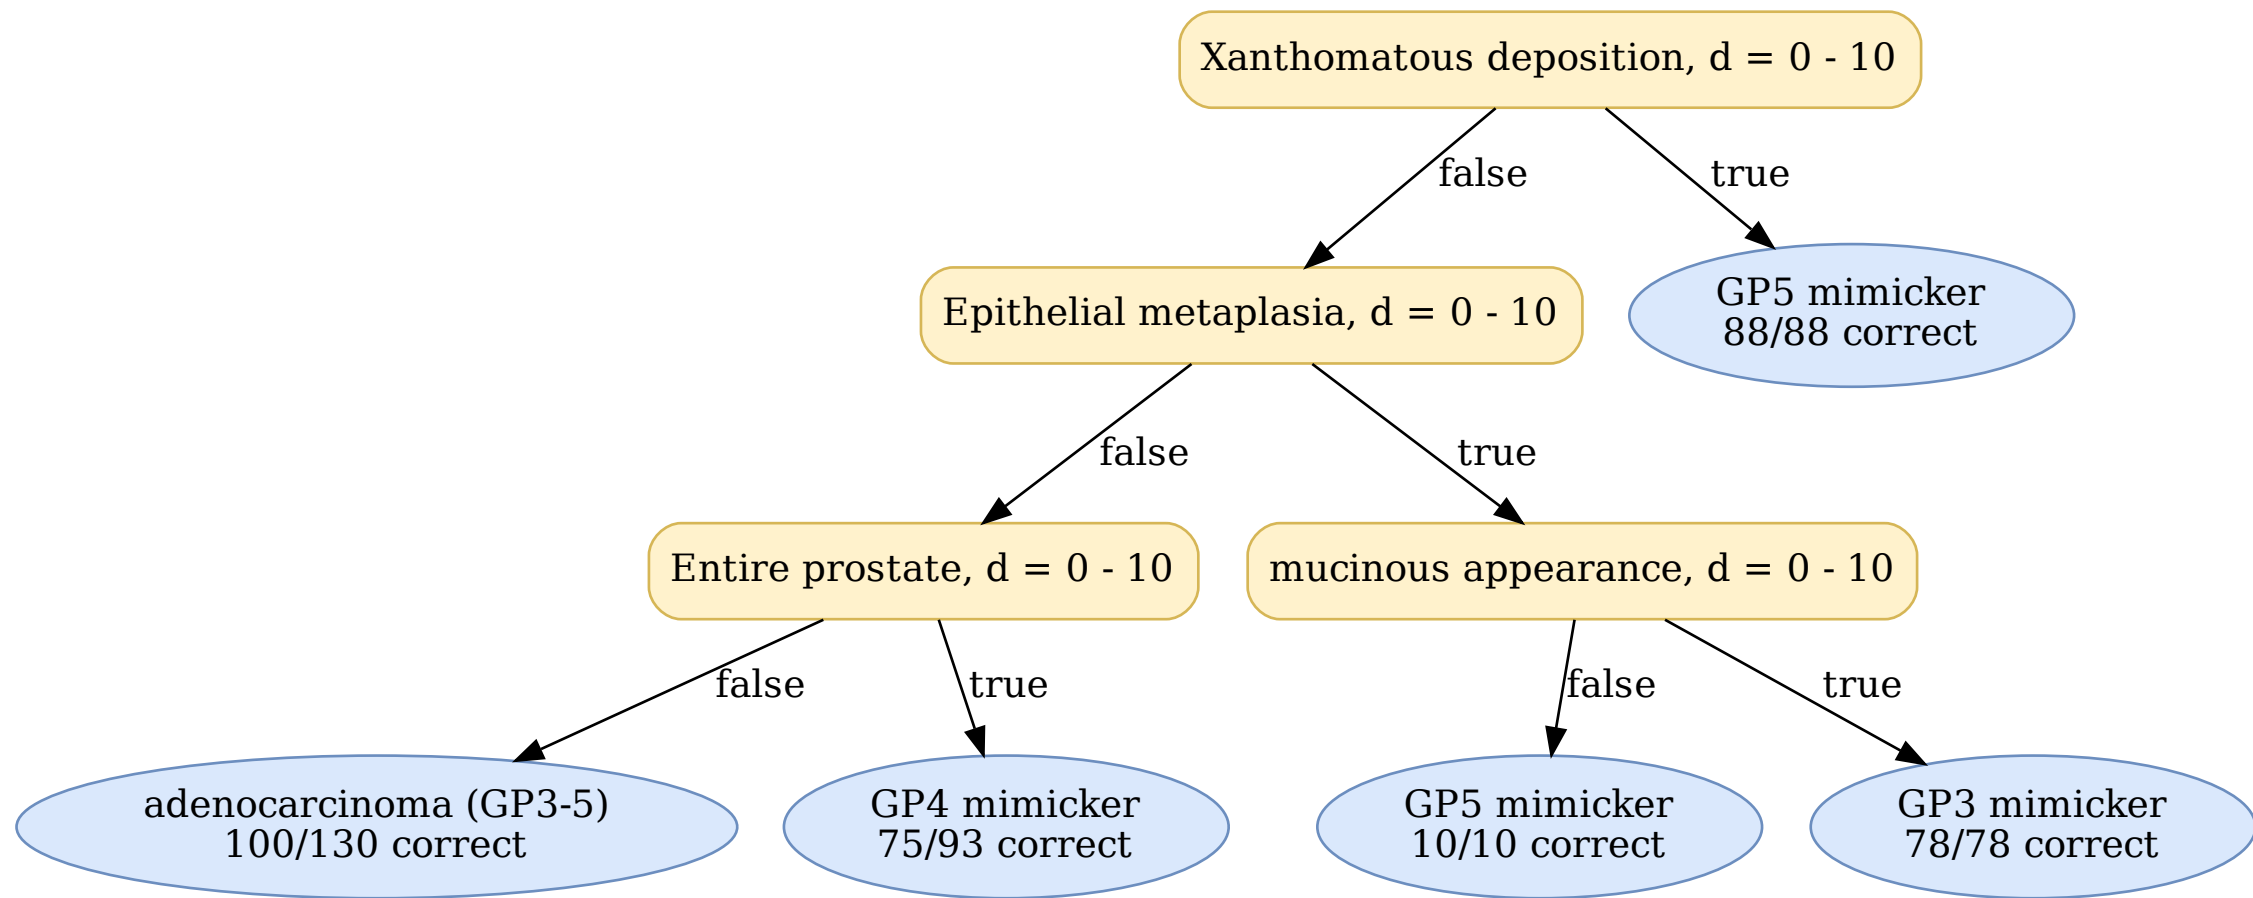 Xanthomatous deposition, d = 0 - 10
false
true
Epithelial metaplasia, d = 0 - 10
GP5 mimicker
88/88 correct
false
true
Entire prostate, d = 0 - 10
mucinous appearance, d = 0 - 10
false
true
false
true
adenocarcinoma (GP3-5)
100/130 correct
GP4 mimicker
75/93 correct
GP5 mimicker
10/10 correct
GP3 mimicker
78/78 correct